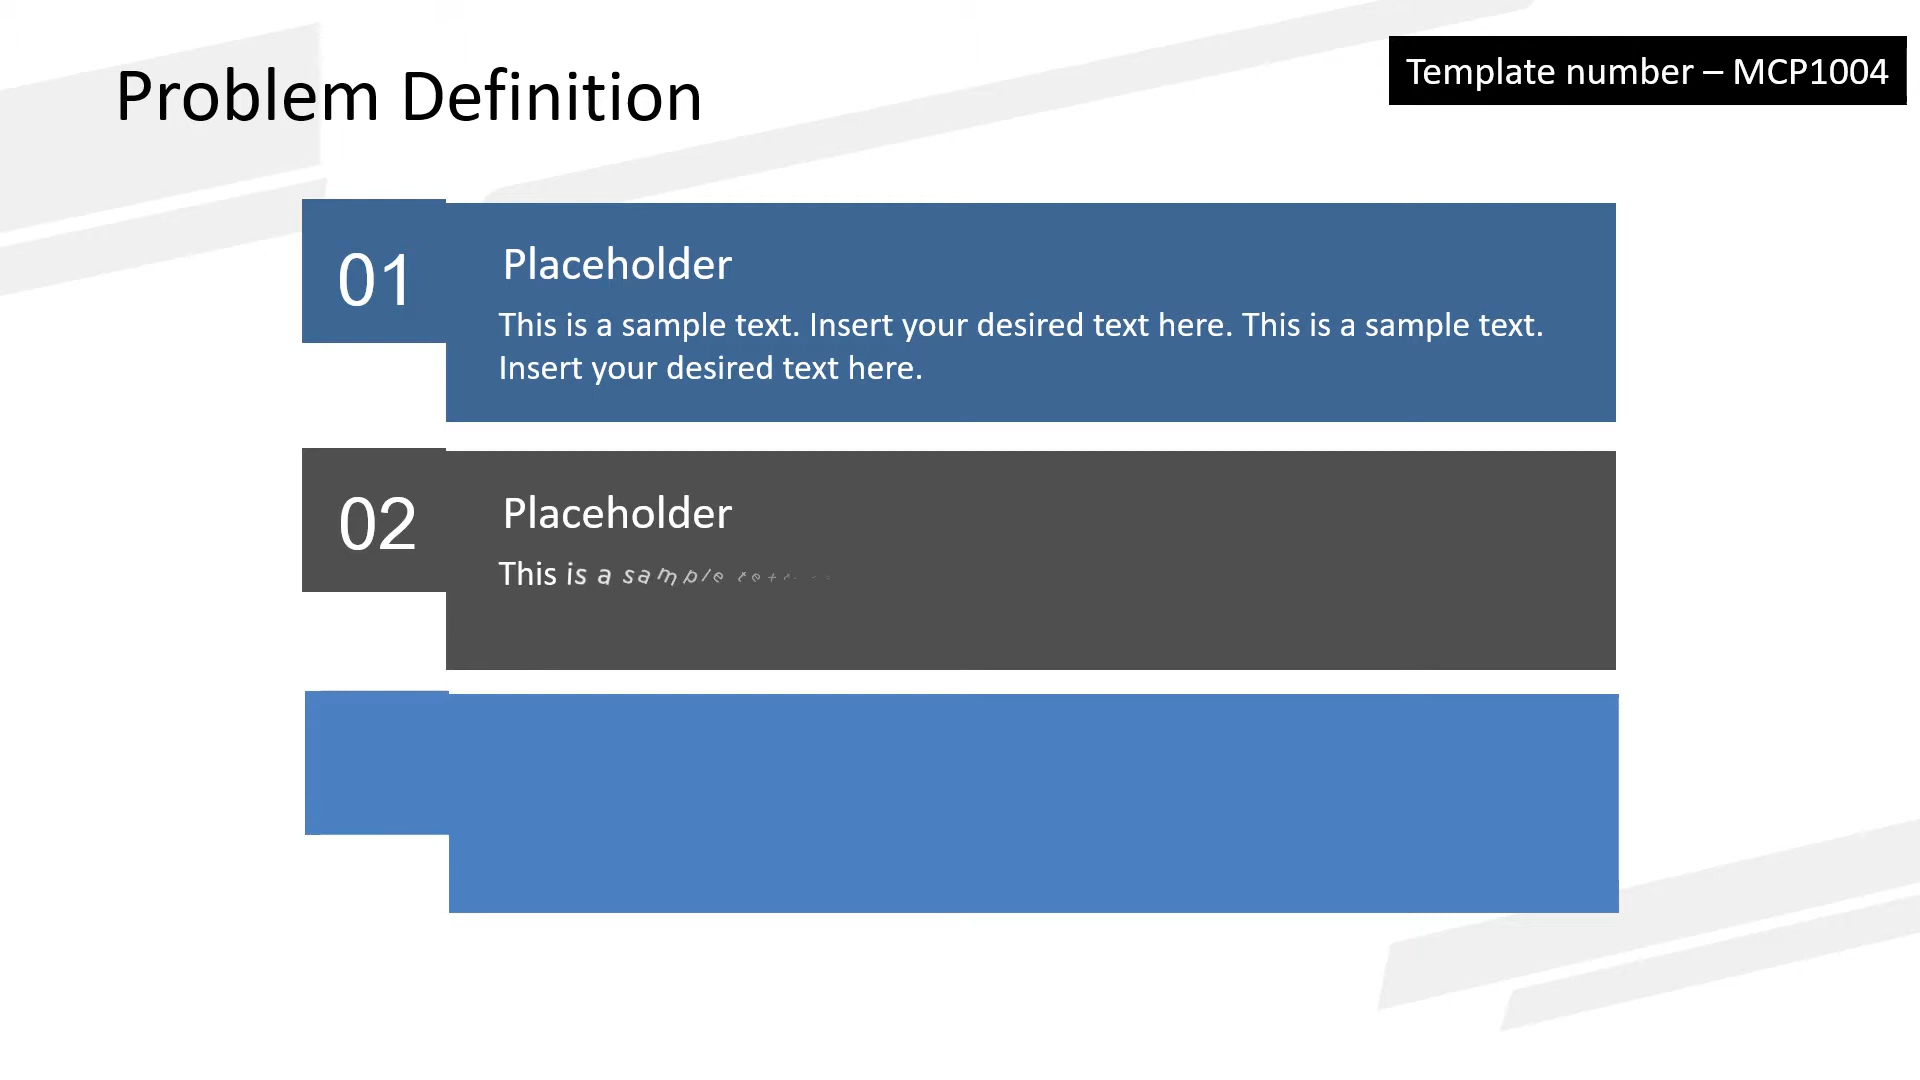 Problem Definition
Template number – MCP1004
01
Placeholder
This is a sample text. Insert your desired text here. This is a sample text.
Insert your desired text here.
02
Placeholder
This is a sample text.